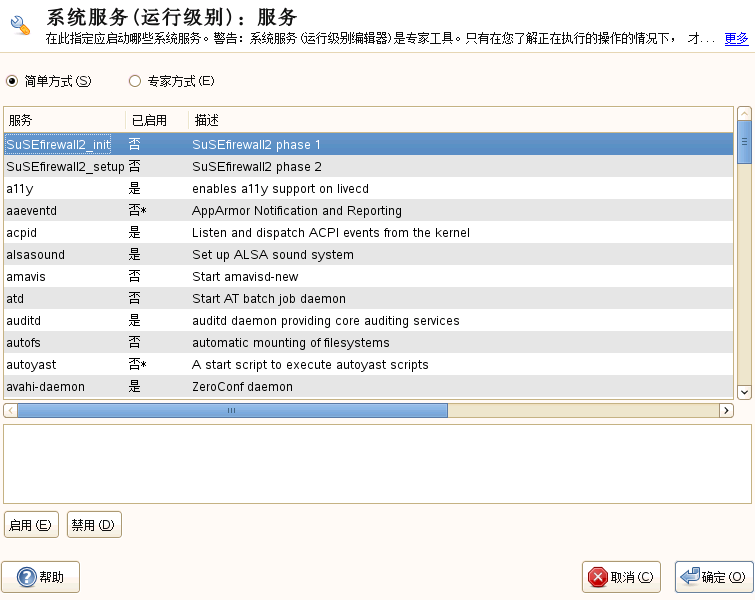 系统服务(运行级别)：服务
在此指定应启动哪些系统服务。警告：系统服务(运行级别编辑器)是专家工具。只有在您了解正在执行的操作的情况下， 才... 更多
简单方式(S) 专家方式(E)
服务 已启用 描述
SuSEfirewall2_init 否 SuSEfirewall2 phase 1
SuSEfirewall2_setup 否 SuSEfirewall2 phase 2
a11y 是 enables a11y support on livecd
aaeventd 否* AppArmor Notification and Reporting
acpid 是 Listen and dispatch ACPI events from the kernel
alsasound 是 Set up ALSA sound system
amavis 否 Start amavisd-new
atd 否 Start AT batch job daemon
auditd 是 auditd daemon providing core auditing services
autofs 否 automatic mounting of filesystems
autoyast 否* A start script to execute autoyast scripts
avahi-daemon 是 ZeroConf daemon
启用(E) 禁用(D)
帮助 取消(C) 确定(O)